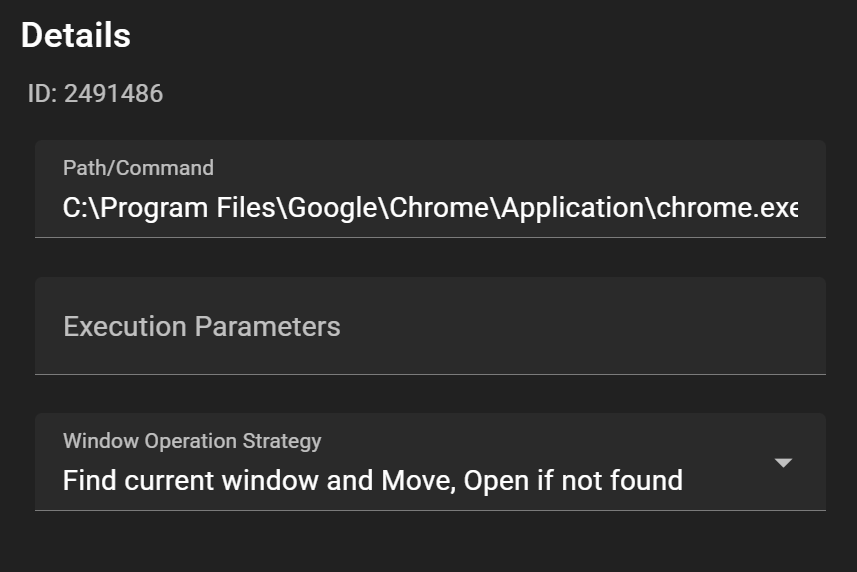 Details
ID: 2491486
Path/Command
C:\Program Files\Google\Chrome\Application\chrome.exe
Execution Parameters
Window Operation Strategy
Find current window and Move, Open if not found